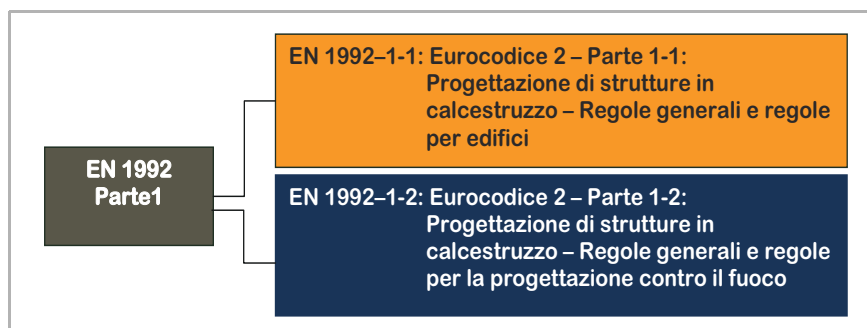 EN 1992
Parte1
EN 1992–1-1: Eurocodice 2 – Parte 1-1:
Progettazione di strutture in
calcestruzzo – Regole generali e regole
per edifici
EN 1992–1-2: Eurocodice 2 – Parte 1-2:
Progettazione di strutture in
calcestruzzo – Regole generali e regole
per la progettazione contro il fuoco